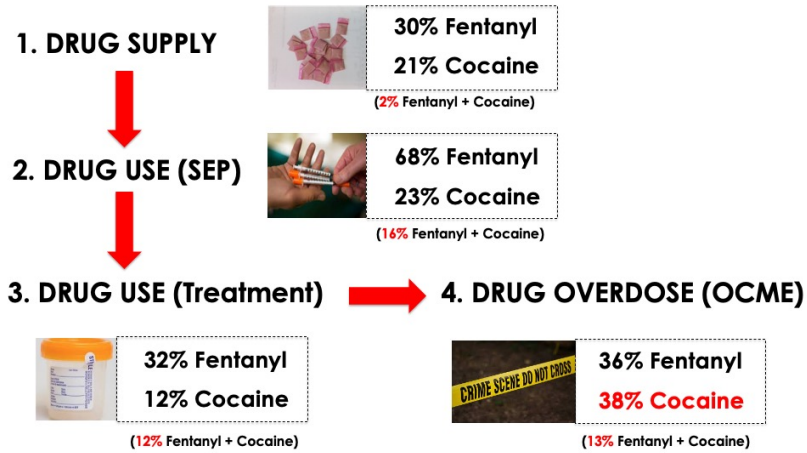 1. DRUG SUPPLY
30% Fentanyl
21% Cocaine
(2% Fentanyl + Cocaine)
2. DRUG USE (SEP)
68% Fentanyl
23% Cocaine
(16% Fentanyl + Cocaine)
3. DRUG USE (Treatment)
32% Fentanyl
12% Cocaine
(12% Fentanyl + Cocaine)
4. DRUG OVERDOSE (OCME)
CRIME SCENE DO NOT CROSS
36% Fentanyl
38% Cocaine
(13% Fentanyl + Cocaine)